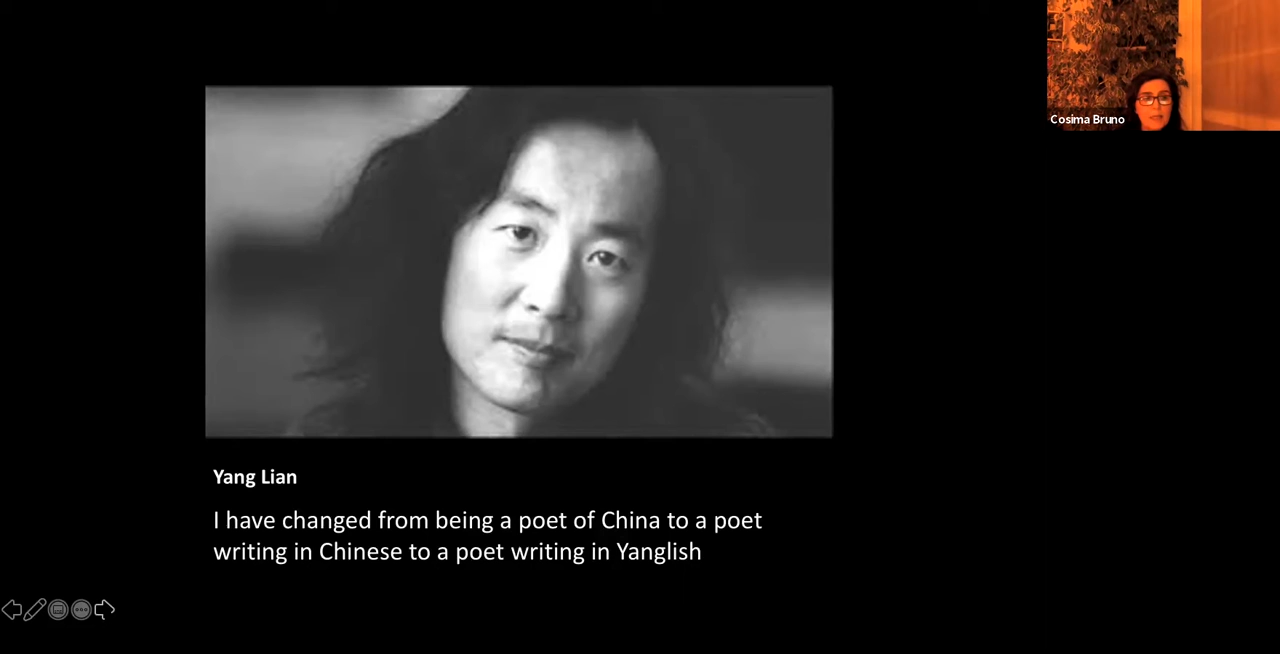 Cosima Bruno
Yang Lian
I have changed from being a poet of China to a poet
writing in Chinese to a poet writing in Yanglish